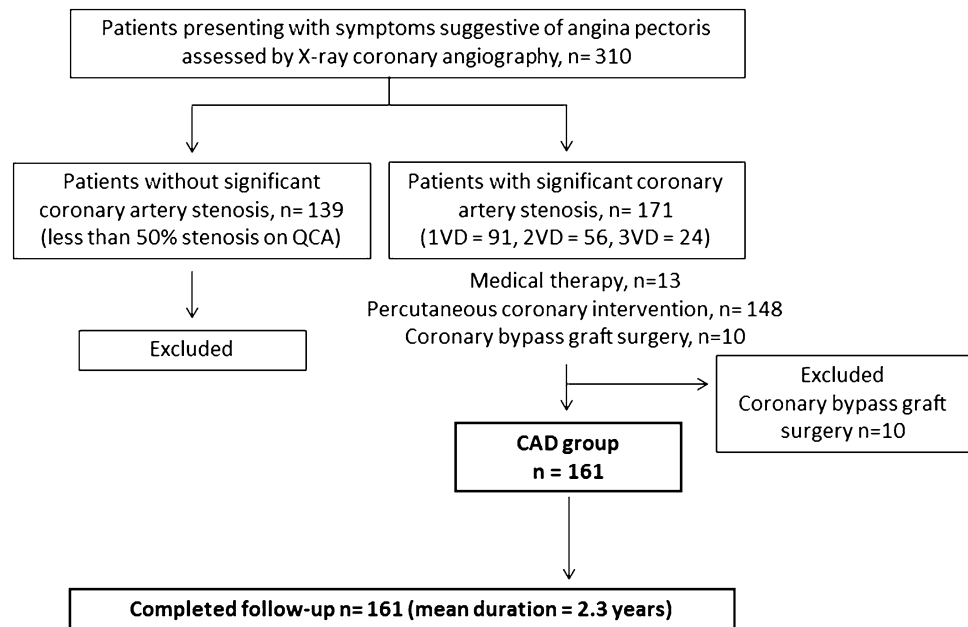 Patients presenting with symptoms suggestive of angina pectoris
assessed by X-ray coronary angiography, n= 310
Patients without significant
coronary artery stenosis, n= 139
(less than 50% stenosis on QCA)
Patients with significant coronary
artery stenosis, n= 171
(1VD = 91, 2VD = 56, 3VD = 24)
Medical therapy, n=13
Percutaneous coronary intervention, n= 148
Coronary bypass graft surgery, n=10
Excluded
Excluded
Coronary bypass graft
surgery n=10
CAD group
n = 161
Completed follow-up n= 161 (mean duration = 2.3 years)